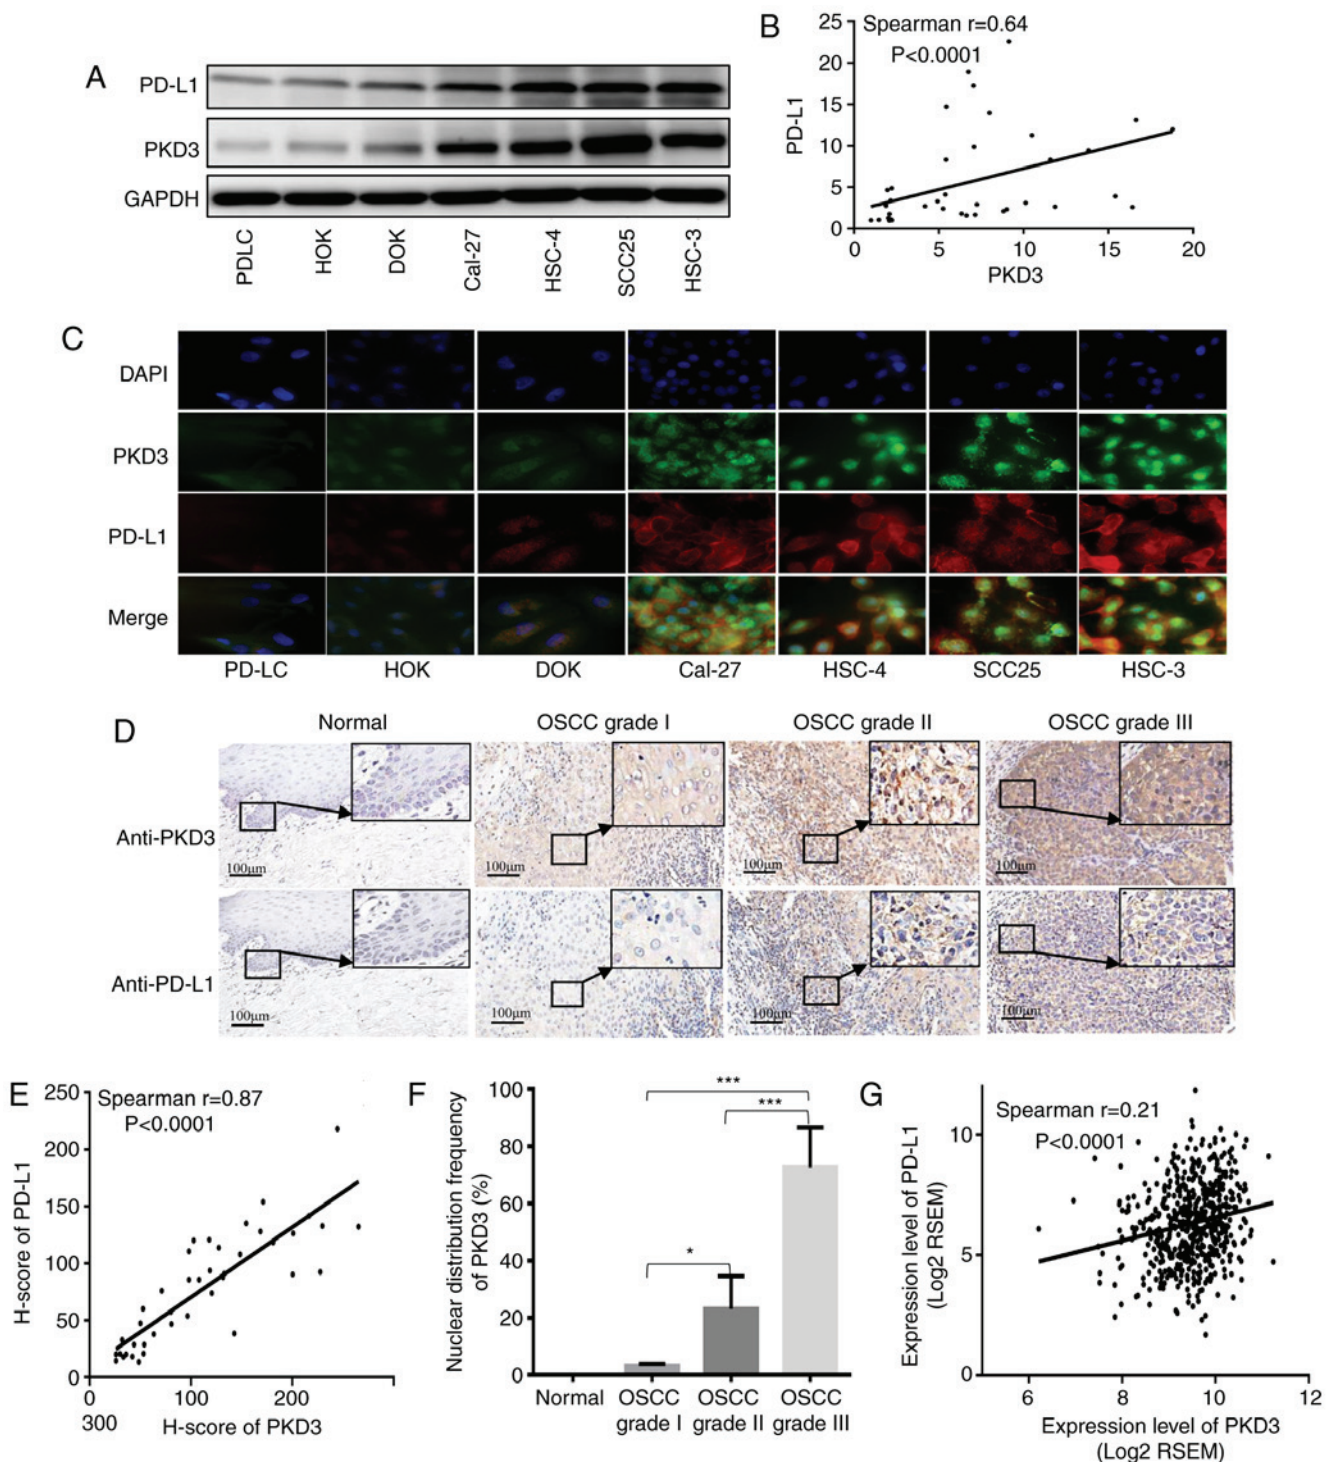 A
PD-L1
PKD3
GAPDH
PDLC
HOK
DOK
Cal-27
HSC-4
SCC25
HSC-3
B
Spearman r=0.64
P<0.0001
PD-L1
25
20
15
10
5
0
0
5
10
15
20
PKD3
C
DAPI
PKD3
PD-L1
Merge
PD-LC
HOK
DOK
Cal-27
HSC-4
SCC25
HSC-3
D
Normal
OSCC grade I
OSCC grade II
OSCC grade III
Anti-PKD3
100μm
100μm
100μm
100μm
Anti-PD-L1
100μm
100μm
100μm
100μm
E
Spearman r=0.87
P<0.0001
H-score of PD-L1
250
200
150
100
50
0
0
100
200
300
H-score of PKD3
F
Nuclear distribution frequency
of PKD3 (%)
100
80
60
40
20
0
***
***
*
Normal
OSCC
grade I
OSCC
grade II
OSCC
grade III
G
Spearman r=0.21
P<0.0001
Expression level of PD-L1
(Log2 RSEM)
10
5
0
6
8
10
12
Expression level of PKD3
(Log2 RSEM)